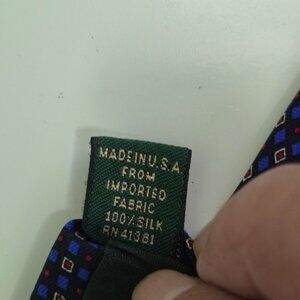 MADE IN U.S.A.
FROM
IMPORTED
FABRIC
100% SILK
RN 41381